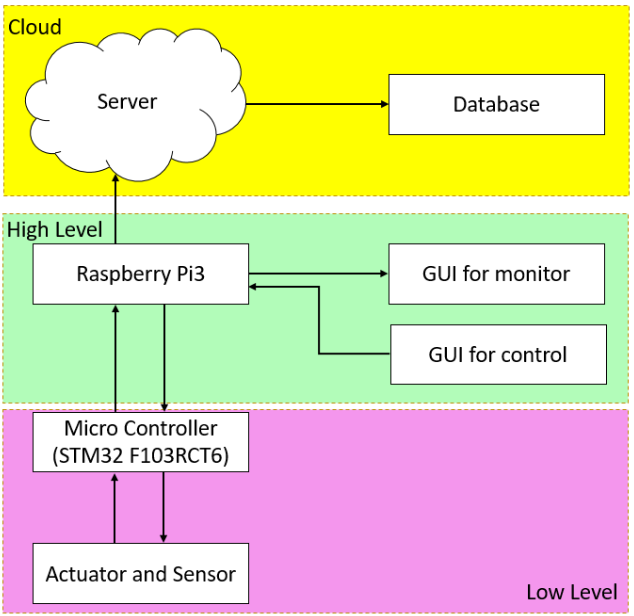 Cloud
Server
Database
High Level
Raspberry Pi3
GUI for monitor
GUI for control
Micro Controller
(STM32 F103RCT6)
Actuator and Sensor
Low Level